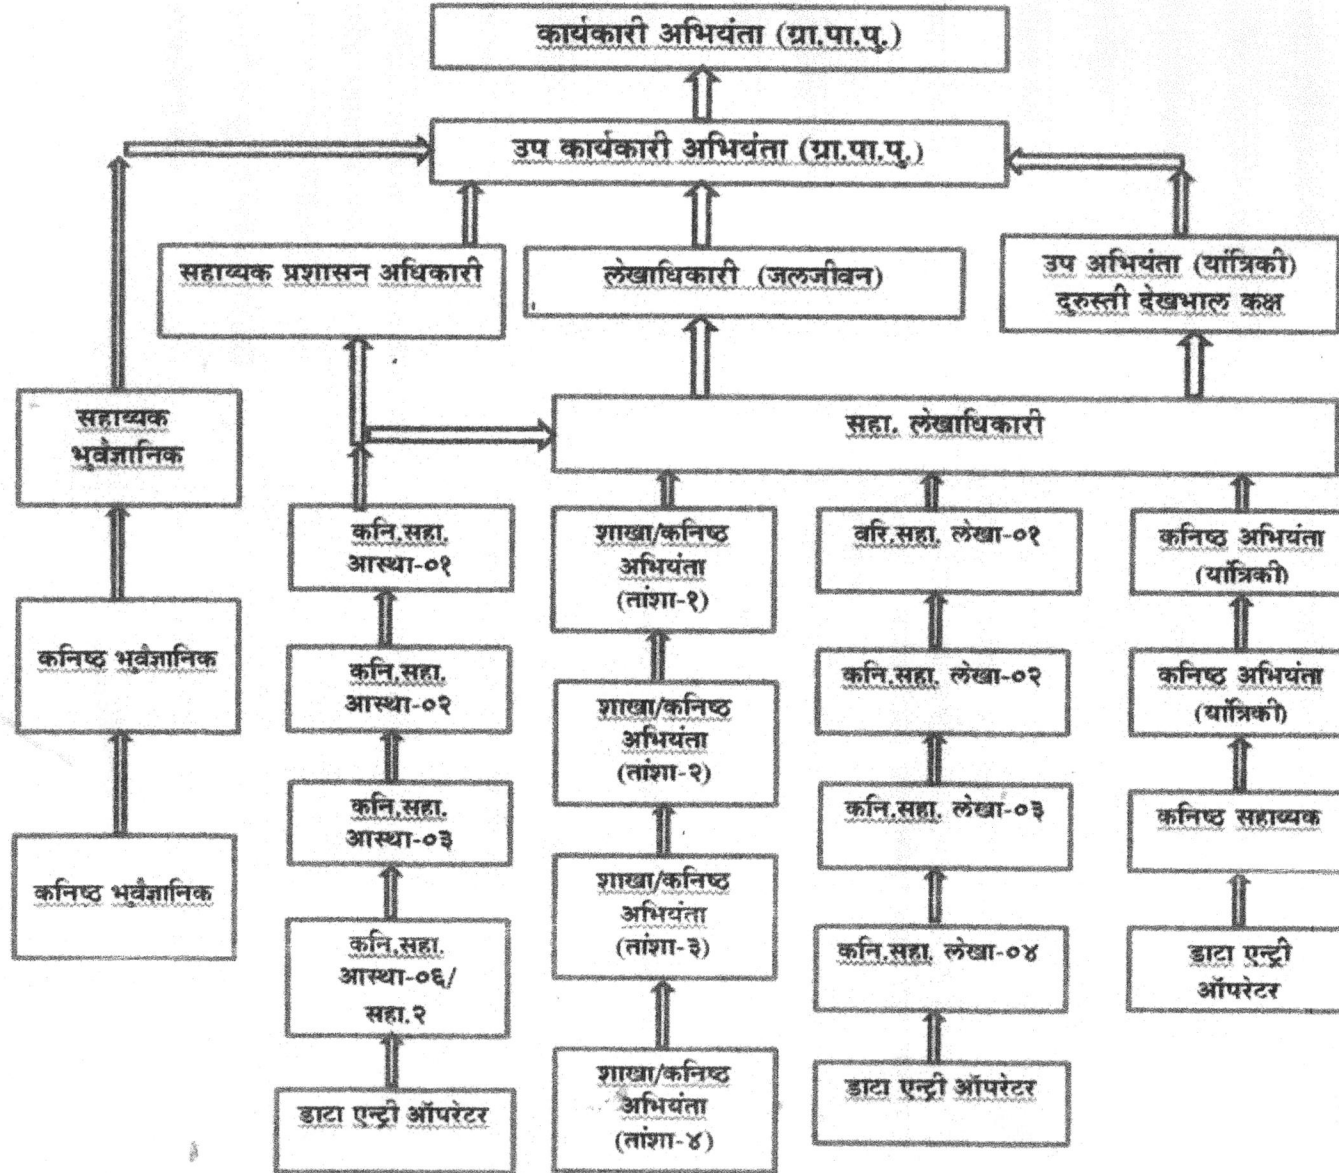 कार्यकारी अभियंता (ग्रा.पा.पु.)
उप कार्यकारी अभियंता (ग्रा.पा.पु.)
सहाय्यक प्रशासन अधिकारी
लेखाधिकारी (जलजीवन)
उप अभियंता (यांत्रिकी)
दुरुस्ती देखभाल कक्ष
सहाय्यक
भुवैज्ञानिक
सहा. लेखाधिकारी
कनि.सहा.
आस्था-०१
शाखा/कनिष्ठ
अभियंता
(तांशा-१)
वरि.सहा. लेखा-०१
कनिष्ठ अभियंता
(यांत्रिकी)
कनिष्ठ भुवैज्ञानिक
कनि.सहा.
आस्था-०२
शाखा/कनिष्ठ
अभियंता
(तांशा-२)
कनि.सहा. लेखा-०२
कनिष्ठ अभियंता
(यांत्रिकी)
कनि.सहा.
आस्था-०३
कनि.सहा. लेखा-०३
कनिष्ठ सहाय्यक
कनिष्ठ भुवैज्ञानिक
शाखा/कनिष्ठ
अभियंता
(तांशा-३)
कनि.सहा.
आस्था-०६/
सहा.२
कनि.सहा. लेखा-०४
डाटा एन्ट्री
ऑपरेटर
डाटा एन्ट्री ऑपरेटर
शाखा/कनिष्ठ
अभियंता
(तांशा-४)
डाटा एन्ट्री ऑपरेटर